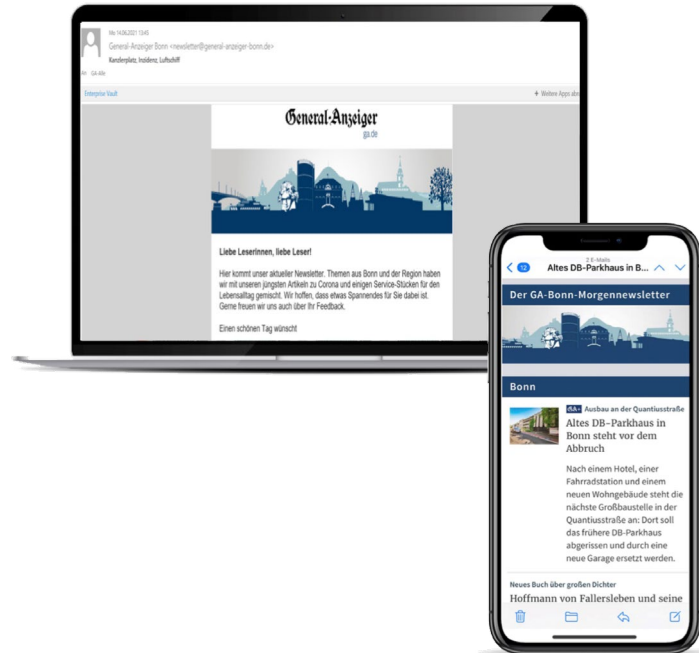 Mo 14.06.2021 13:45
General-Anzeiger Bonn <newsletter@general-anzeiger-bonn.de>
Kanzlerplatz, Inzidenz, Luftschiff
An GA-Alle
Enterprise Vault
+ Weitere Apps
General-Anzeiger
ga.de
Liebe Leserinnen, liebe Leser!
Hier kommt unser aktueller Newsletter. Themen aus Bonn und der Region haben
wir mit unseren jüngsten Artikeln zu Corona und einigen Service-Stücken für den
Lebensalltag gemischt. Wir hoffen, dass etwas Spannendes für Sie dabei ist.
Gerne freuen wir uns auch über Ihr Feedback.
Einen schönen Tag wünscht
2 E-Mails
12
Altes DB-Parkhaus in B...
Der GA-Bonn-Morgennewsletter
Bonn
GA+ Ausbau an der Quantiusstraße
Altes DB-Parkhaus in
Bonn steht vor dem
Abbruch
Nach einem Hotel, einer
Fahrradstation und einem
neuen Wohngebäude steht die
nächste Großbaustelle in der
Quantiusstraße an: Dort soll
das frühere DB-Parkhaus
abgerissen und durch eine
neue Garage ersetzt werden.
Neues Buch über großen Dichter
Hoffmann von Fallersleben und seine